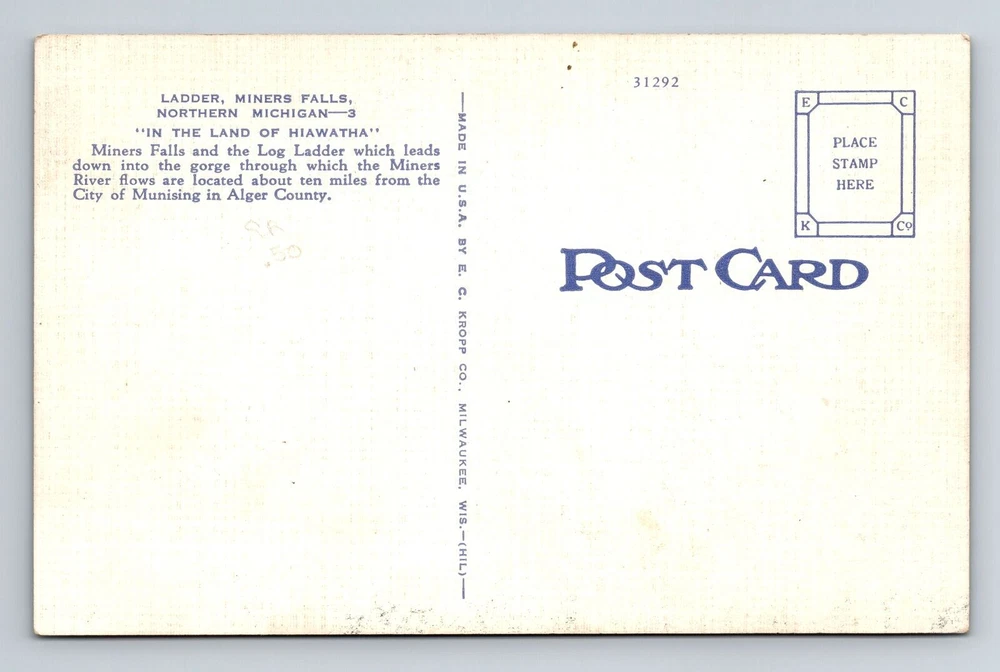 LADDER, MINERS FALLS,
NORTHERN MICHIGAN—3
"IN THE LAND OF HIAWATHA"
Miners Falls and the Log Ladder which leads
down into the gorge through which the Miners
River flows are located about ten miles from the
City of Munising in Alger County.
.50
—MADE IN U.S.A. BY E. C. KROPP CO., MILWAUKEE, WIS.—(HIL)—
31292
E C
PLACE
STAMP
HERE
K Co
POST CARD